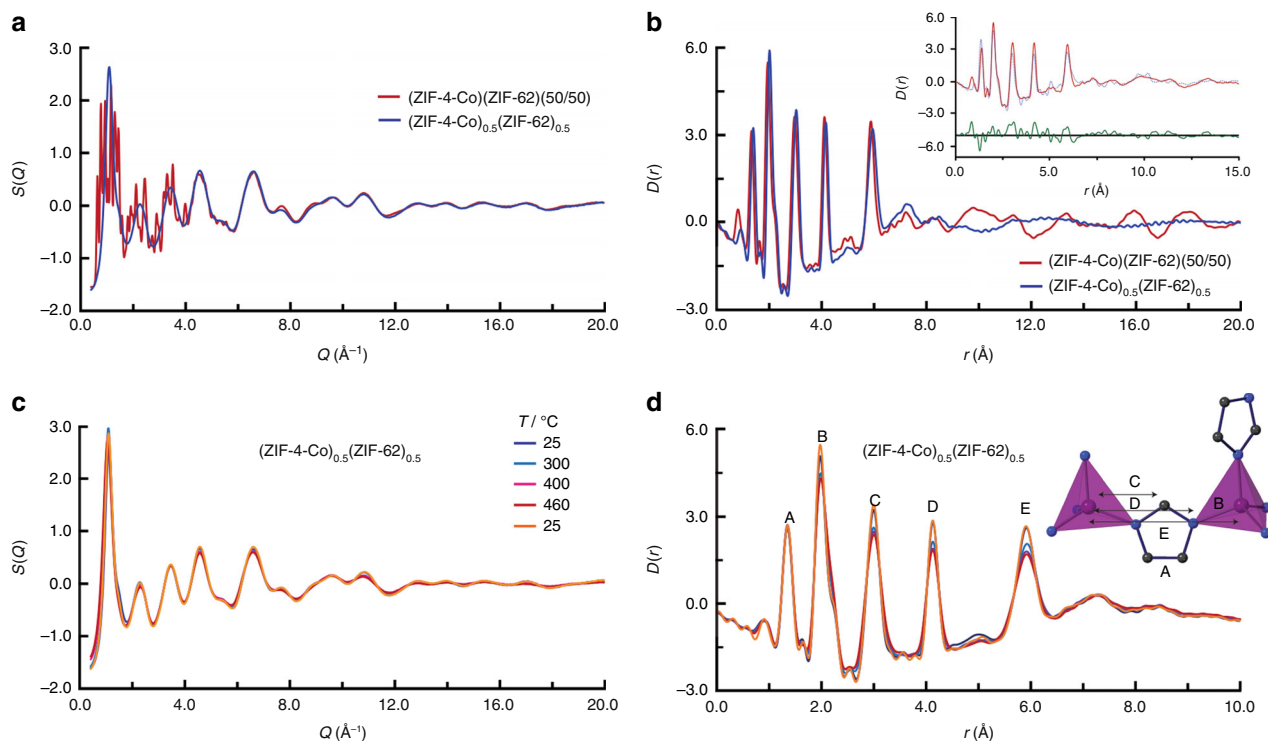 a
3.0
2.0
1.0
0.0
–1.0
–2.0
S(Q)
0.0 4.0 8.0 12.0 16.0 20.0
Q (Å–1)
(ZIF-4-Co)(ZIF-62)(50/50)
(ZIF-4-Co)0.5(ZIF-62)0.5
b
6.0
3.0
0.0
–3.0
D(r)
0.0 4.0 8.0 12.0 16.0 20.0
r (Å)
(ZIF-4-Co)(ZIF-62)(50/50)
(ZIF-4-Co)0.5(ZIF-62)0.5
6.0
3.0
0.0
–3.0
–6.0
D(r)
0.0 5.0 10.0 15.0
r (Å)
c
3.0
2.0
1.0
0.0
–1.0
–2.0
S(Q)
0.0 4.0 8.0 12.0 16.0 20.0
Q (Å–1)
(ZIF-4-Co)0.5(ZIF-62)0.5
T / °C
25
300
400
460
25
d
6.0
3.0
0.0
–3.0
D(r)
0.0 2.0 4.0 6.0 8.0 10.0
r (Å)
(ZIF-4-Co)0.5(ZIF-62)0.5
A
B
C
D
E
C
D
B
E
A